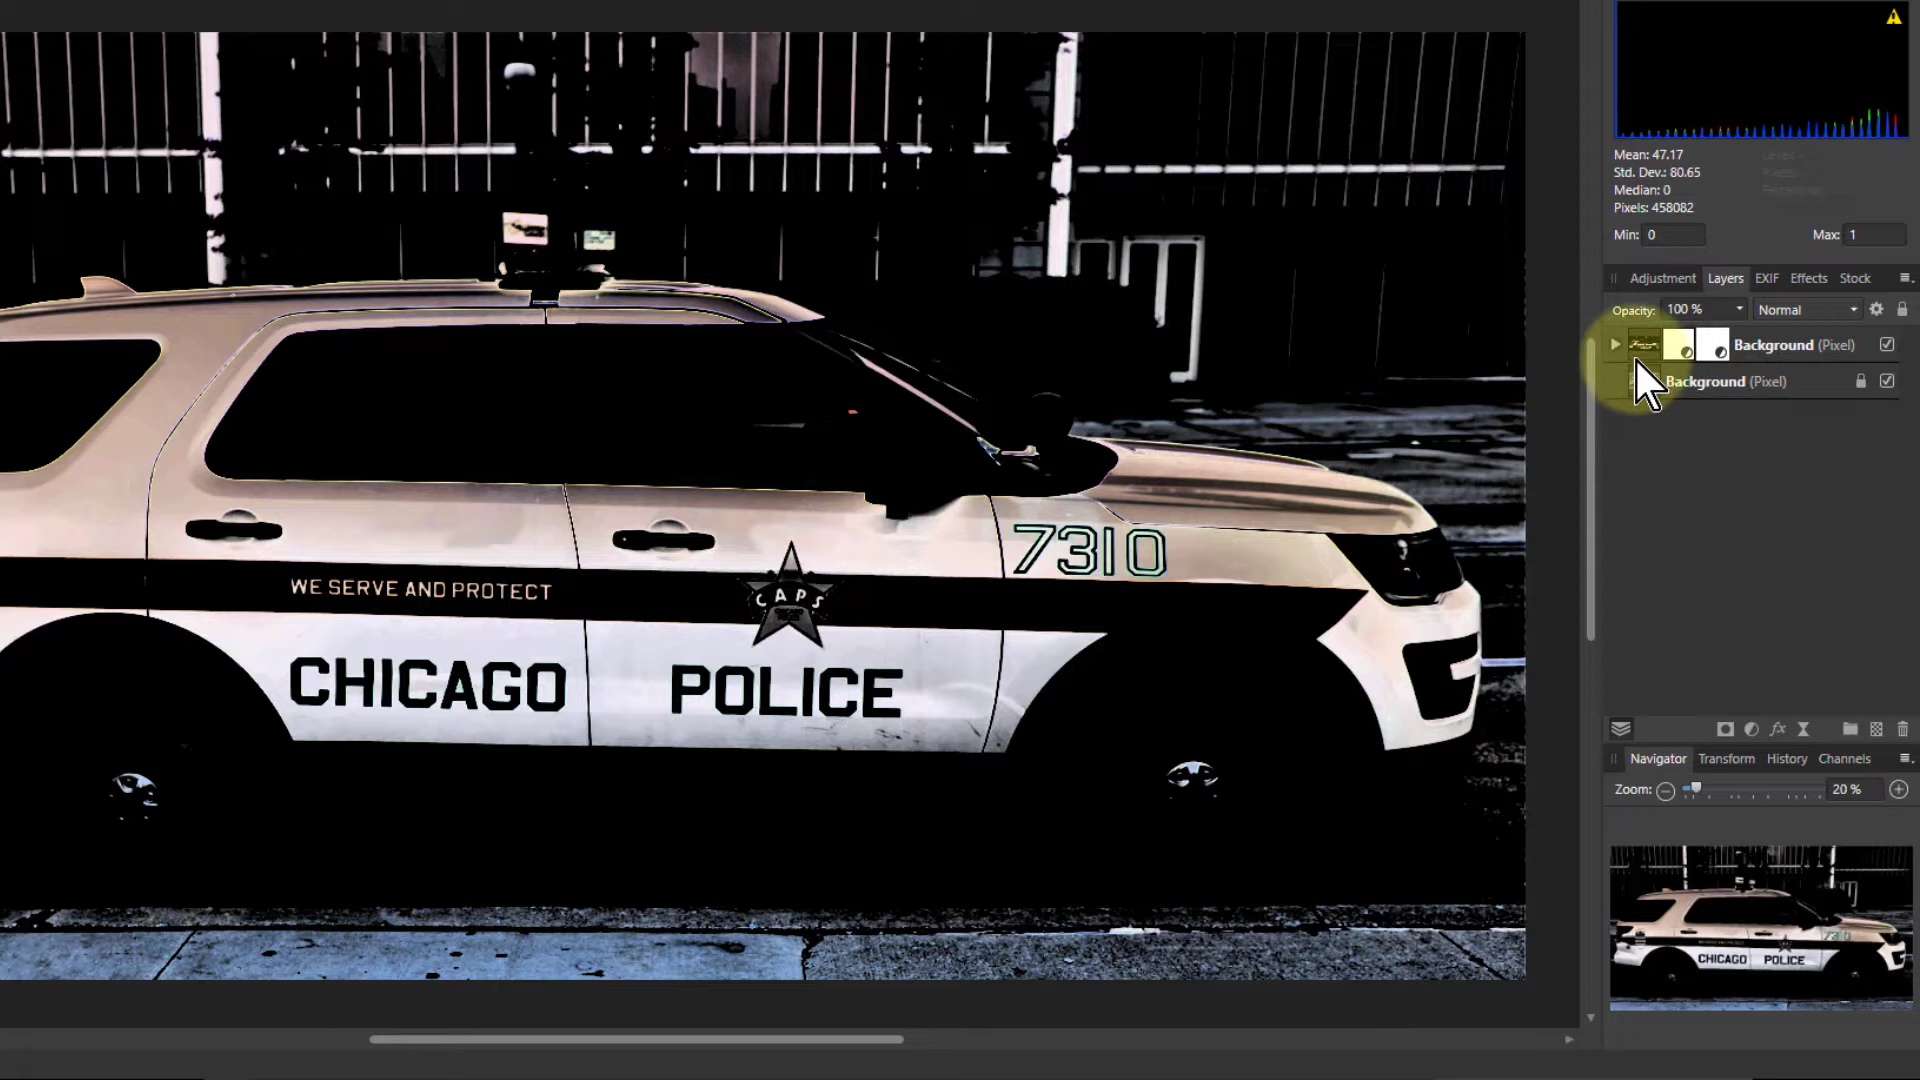 Mean: 47.17
Std. Dev.: 80.65
Median: 0
Pixels: 458082
Min: 0 Max: 1
Adjustment Layers EXIF Effects Stock
Opacity: 100 % Normal
Background (Pixel)
Background (Pixel)
7310
WE SERVE AND PROTECT
CAPS
CHICAGO POLICE
fx
Navigator Transform History Channels
Zoom: 20 %
7310
CHICAGO POLICE